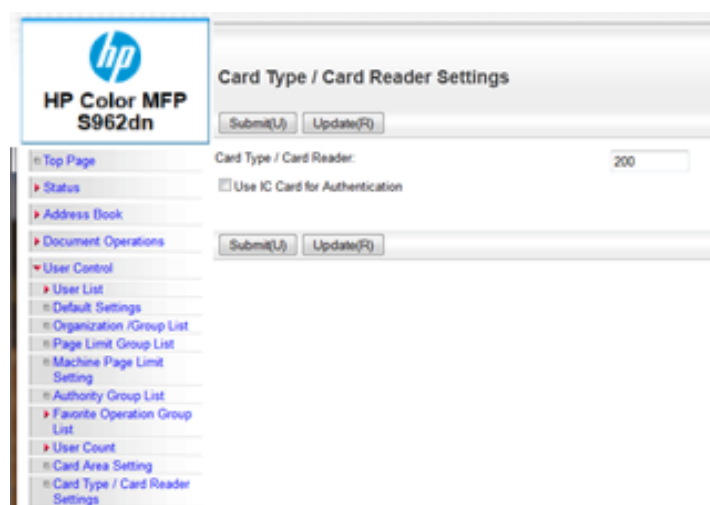 hp
HP Color MFP
S962dn
Card Type / Card Reader Settings
Submit(U) Update(R)
Top Page
Status
Address Book
Document Operations
User Control
User List
Default Settings
Organization /Group List
Page Limit Group List
Machine Page Limit
Setting
Authority Group List
Favorite Operation Group
List
User Count
Card Area Setting
Card Type / Card Reader
Settings
Card Type / Card Reader: 200
Use IC Card for Authentication
Submit(U) Update(R)